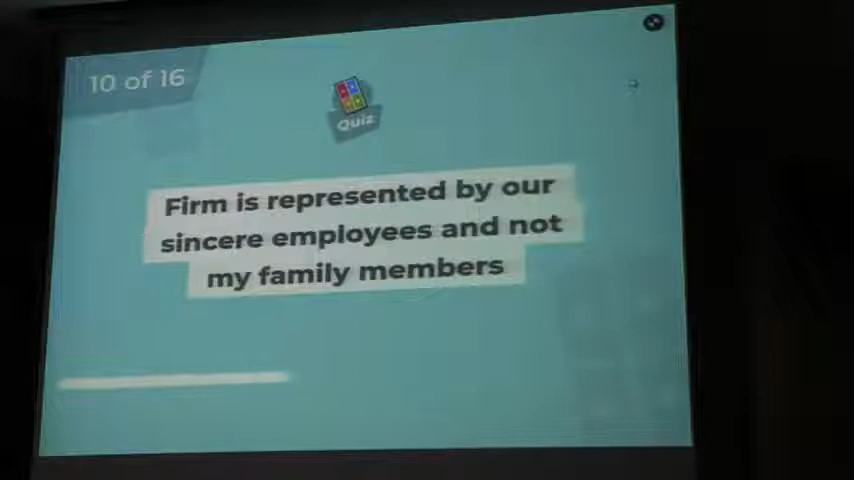 10 of 16
Quiz
Firm is represented by our
sincere employees and not
my family members